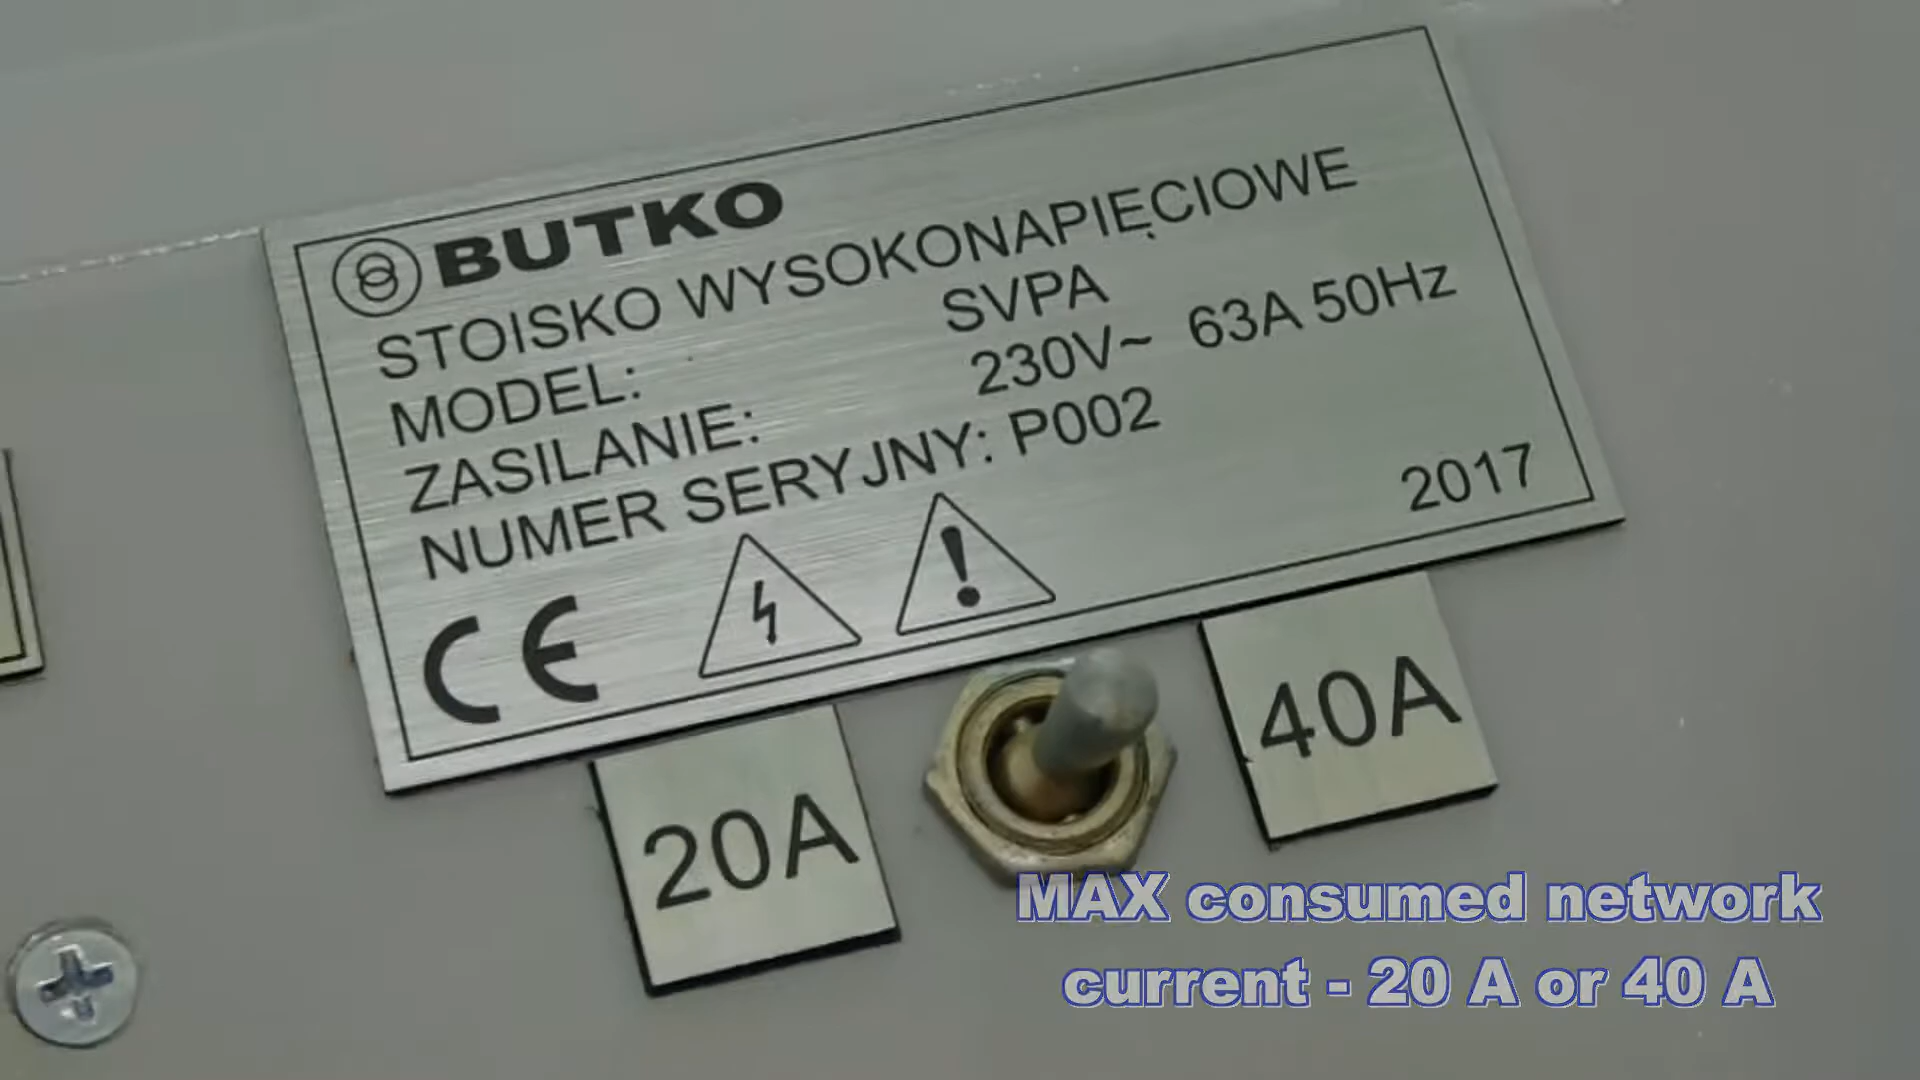 BUTKO
STOISKO WYSOKONAPIĘCIOWE
MODEL: SVPA
ZASILANIE: 230V~ 63A 50Hz
NUMER SERYJNY: P002
2017
CE
20A
40A
MAX consumed network
current - 20 A or 40 A